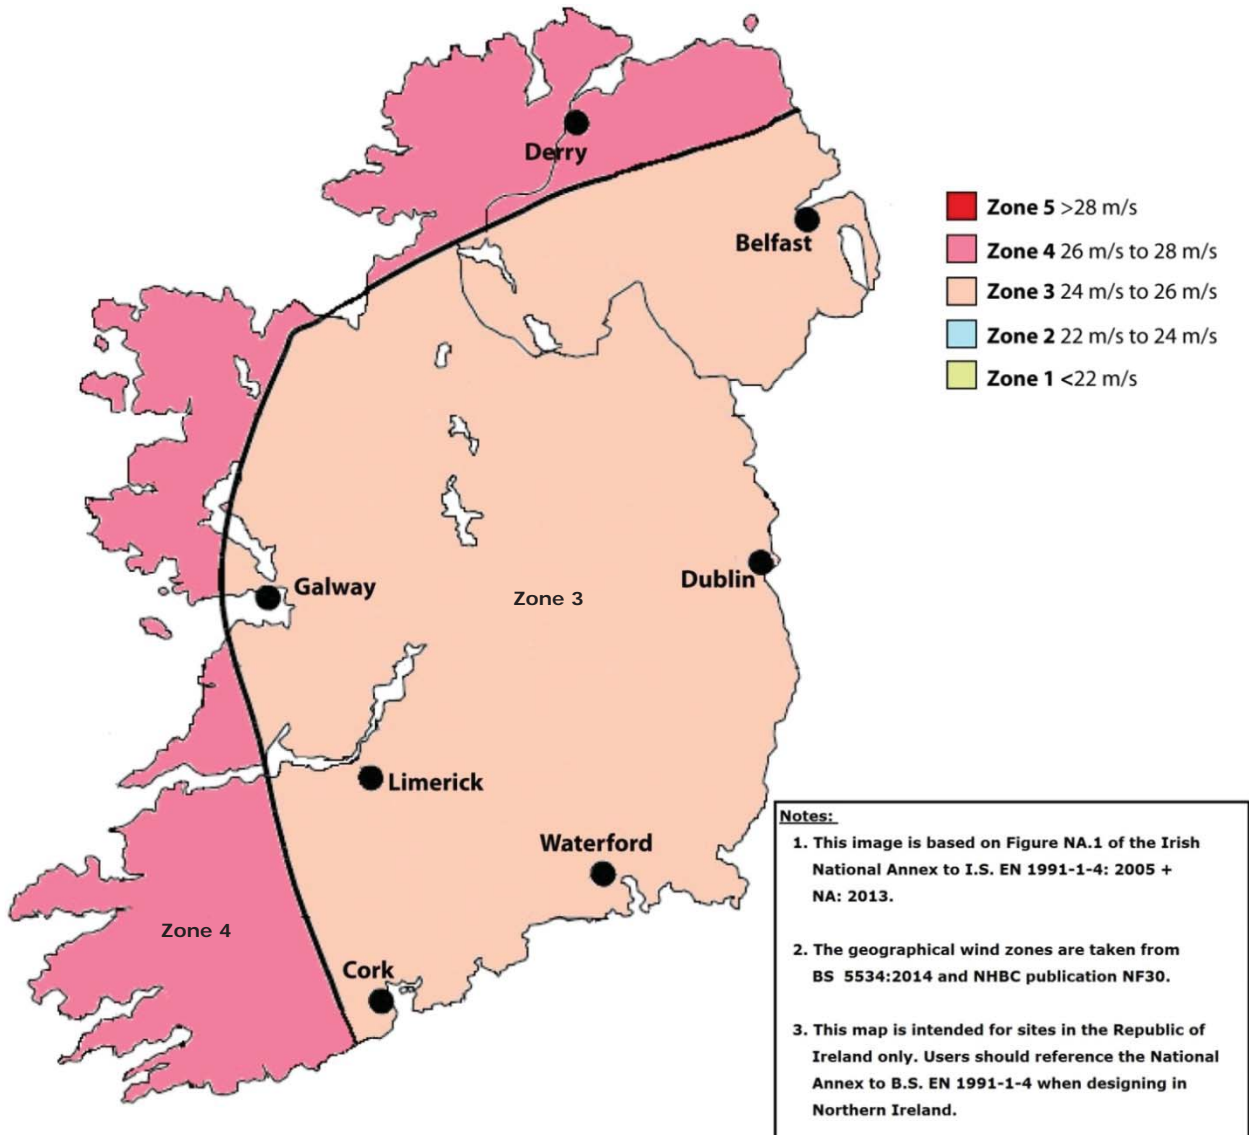 Derry
Belfast
Zone 5 >28 m/s
Zone 4 26 m/s to 28 m/s
Zone 3 24 m/s to 26 m/s
Zone 2 22 m/s to 24 m/s
Zone 1 <22 m/s
Galway
Zone 3
Dublin
Limerick
Waterford
Zone 4
Cork
Notes:
1. This image is based on Figure NA.1 of the Irish
National Annex to I.S. EN 1991-1-4: 2005 +
NA: 2013.
2. The geographical wind zones are taken from
BS 5534:2014 and NHBC publication NF30.
3. This map is intended for sites in the Republic of
Ireland only. Users should reference the National
Annex to B.S. EN 1991-1-4 when designing in
Northern Ireland.